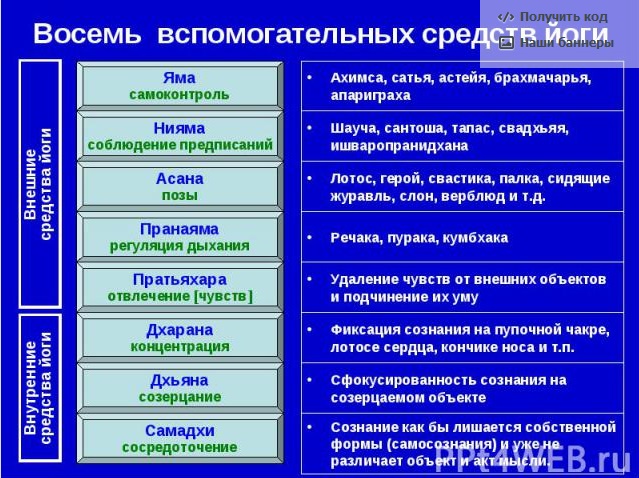 Получить код
Наши баннеры
Восемь вспомогательных средств йоги
Внешние
средства йоги
Яма
самоконтроль
• Ахимса, сатья, астейя, брахмачарья,
апариграха
Нияма
соблюдение предписаний
• Шауча, сантоша, тапас, свадхьяя,
ишваропранидхана
Асана
позы
• Лотос, герой, свастика, палка, сидящие
журавль, слон, верблюд и т.д.
Пранаяма
регуляция дыхания
• Речака, пурака, кумбхака
Пратьяхара
отвлечение [чувств]
• Удаление чувств от внешних объектов
и подчинение их уму
Внутренние
средства йоги
Дхарана
концентрация
• Фиксация сознания на пупочной чакре,
лотосе сердца, кончике носа и т.п.
Дхьяна
созерцание
• Сфокусированность сознания на
созерцаемом объекте
Самадхи
сосредоточение
• Сознание как бы лишается собственной
формы (самосознания) и уже не
различает объект и акт мысли.
PPt4WEB.ru